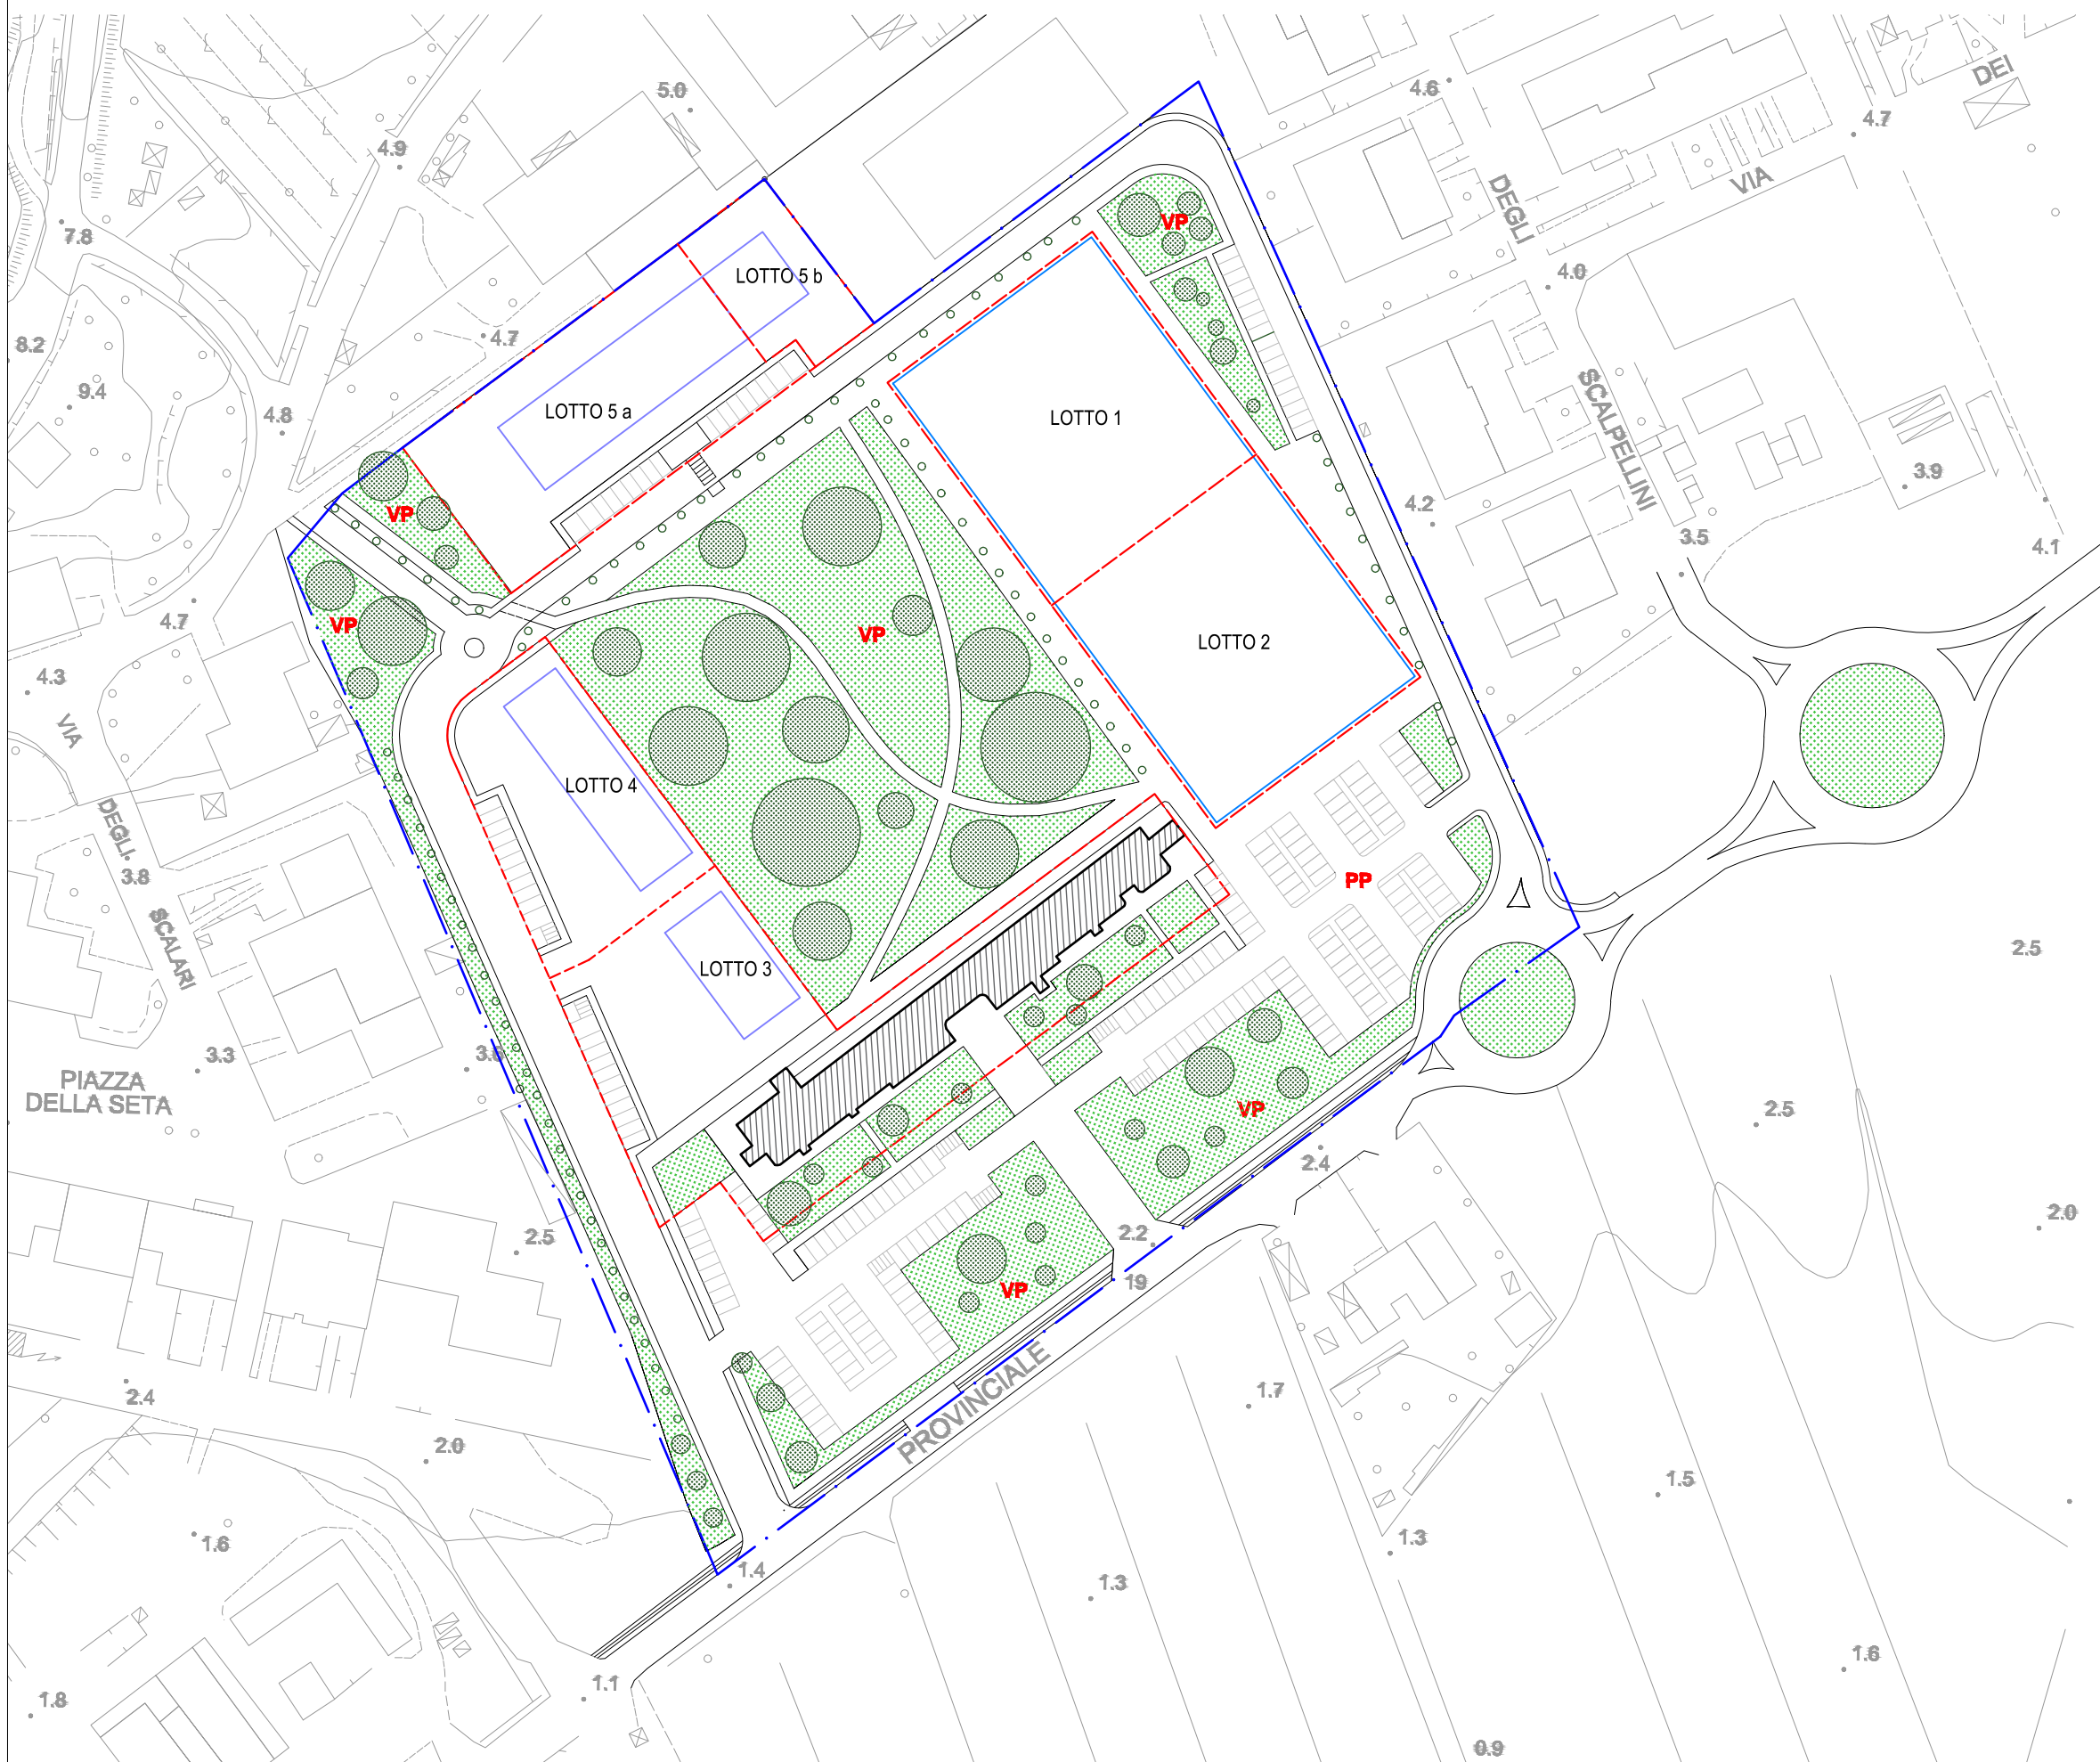 DEI
5.0
4.6
4.7
4.9
VIA
DEGLI
VP
7.8
LOTTO 5 b
4.0
8.2
4.7
9.4
4.8
LOTTO 5 a
LOTTO 1
SCALPELLINI
3.9
4.2
VP
3.5
4.1
4.7
VP
VP
LOTTO 2
4.3
VIA
LOTTO 4
DEGLI
3.8
PP
SCALARI
LOTTO 3
2.5
3.3
PIAZZA
DELLA SETA
VP
2.5
2.4
2.5
2.2
2.0
19
VP
PROVINCIALE
2.4
1.7
2.0
1.5
1.6
1.3
1.4
1.3
1.6
1.1
1.8
0.9